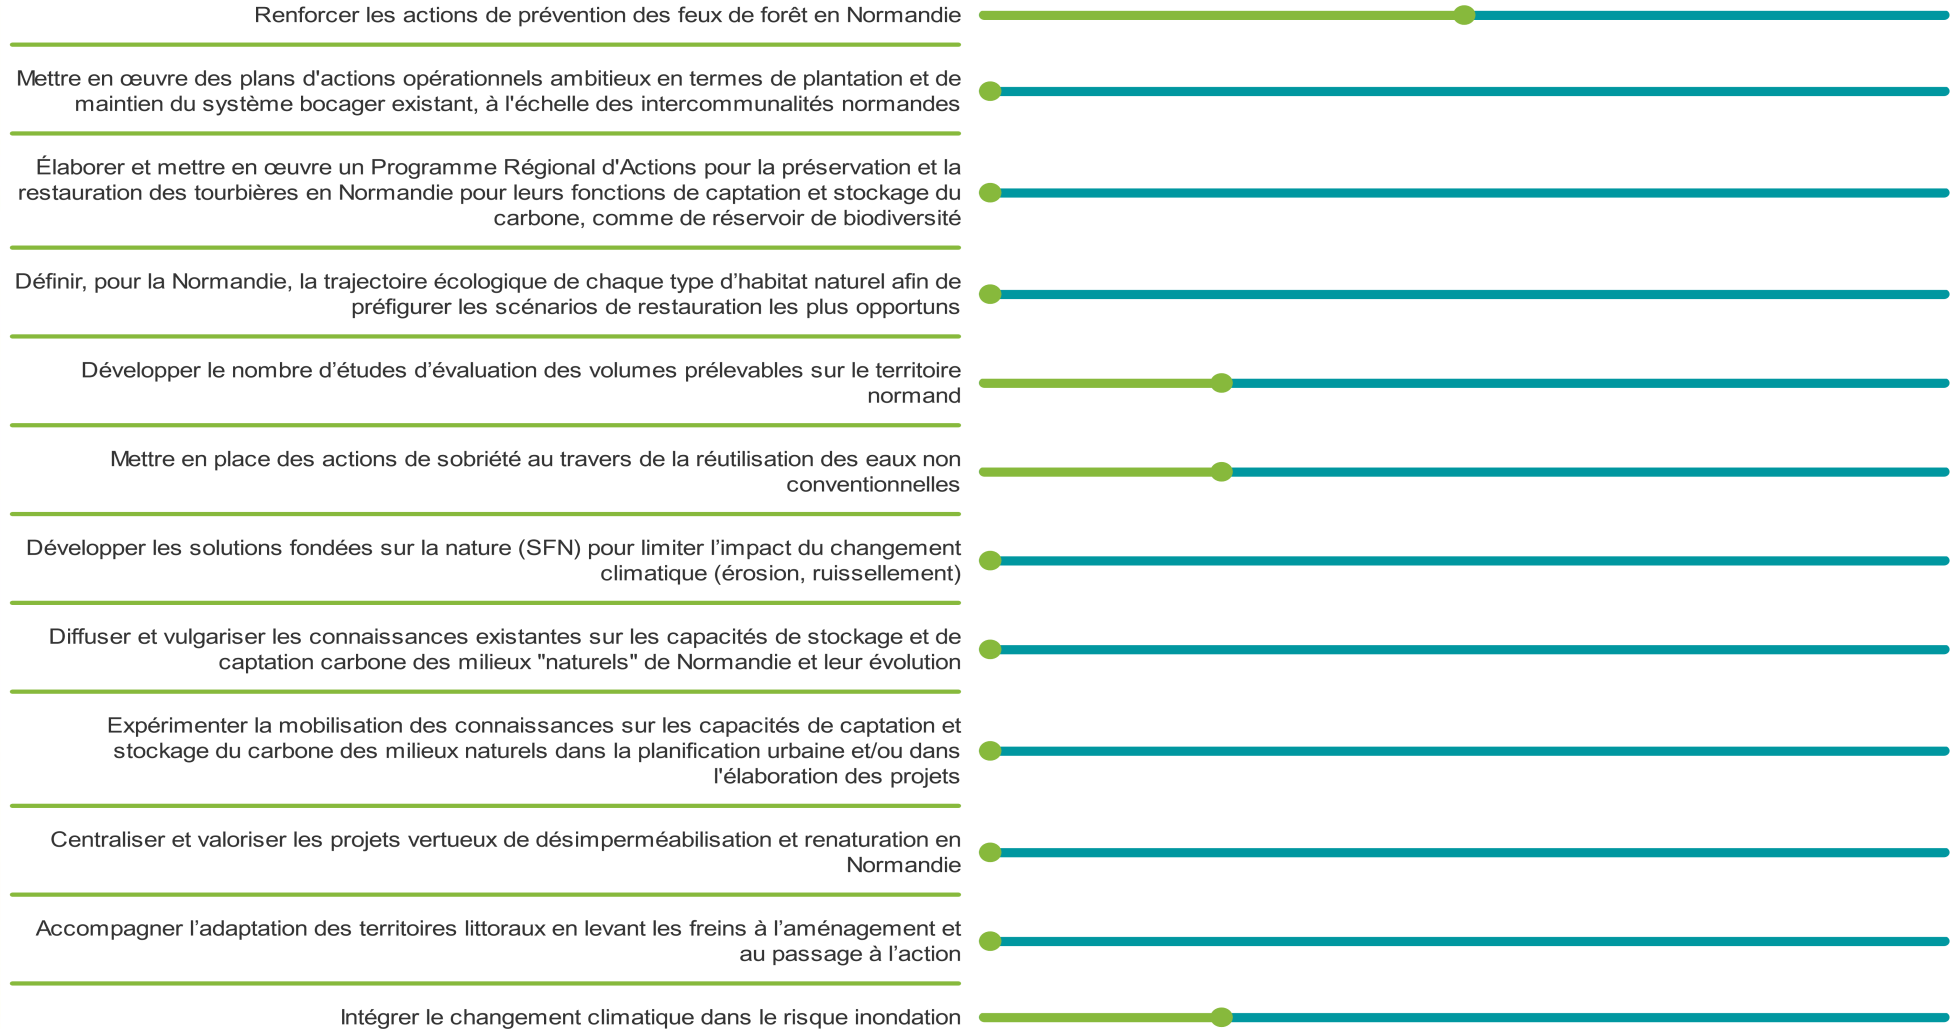 Renforcer les actions de prévention des feux de forêt en Normandie
Mettre en œuvre des plans d'actions opérationnels ambitieux en termes de plantation et de
maintien du système bocager existant, à l'échelle des intercommunalités normandes
Élaborer et mettre en œuvre un Programme Régional d'Actions pour la préservation et la
restauration des tourbières en Normandie pour leurs fonctions de captation et stockage du
carbone, comme de réservoir de biodiversité
Définir, pour la Normandie, la trajectoire écologique de chaque type d’habitat naturel afin de
préfigurer les scénarios de restauration les plus opportuns
Développer le nombre d’études d’évaluation des volumes prélevables sur le territoire
normand
Mettre en place des actions de sobriété au travers de la réutilisation des eaux non
conventionnelles
Développer les solutions fondées sur la nature (SFN) pour limiter l’impact du changement
climatique (érosion, ruissellement)
Diffuser et vulgariser les connaissances existantes sur les capacités de stockage et de
captation carbone des milieux "naturels" de Normandie et leur évolution
Expérimenter la mobilisation des connaissances sur les capacités de captation et
stockage du carbone des milieux naturels dans la planification urbaine et/ou dans
l'élaboration des projets
Centraliser et valoriser les projets vertueux de désimperméabilisation et renaturation en
Normandie
Accompagner l’adaptation des territoires littoraux en levant les freins à l’aménagement et
au passage à l’action
Intégrer le changement climatique dans le risque inondation